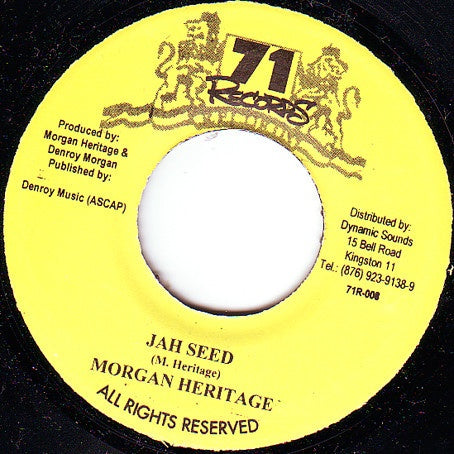 71
RECORDS
Produced by:
Morgan Heritage &
Denroy Morgan
Published by:
Denroy Music (ASCAP)
Distributed by:
Dynamic Sounds
15 Bell Road
Kingston 11
Tel.: (876) 923-9138-9
71R-008
JAH SEED
(M. Heritage)
MORGAN HERITAGE
ALL RIGHTS RESERVED